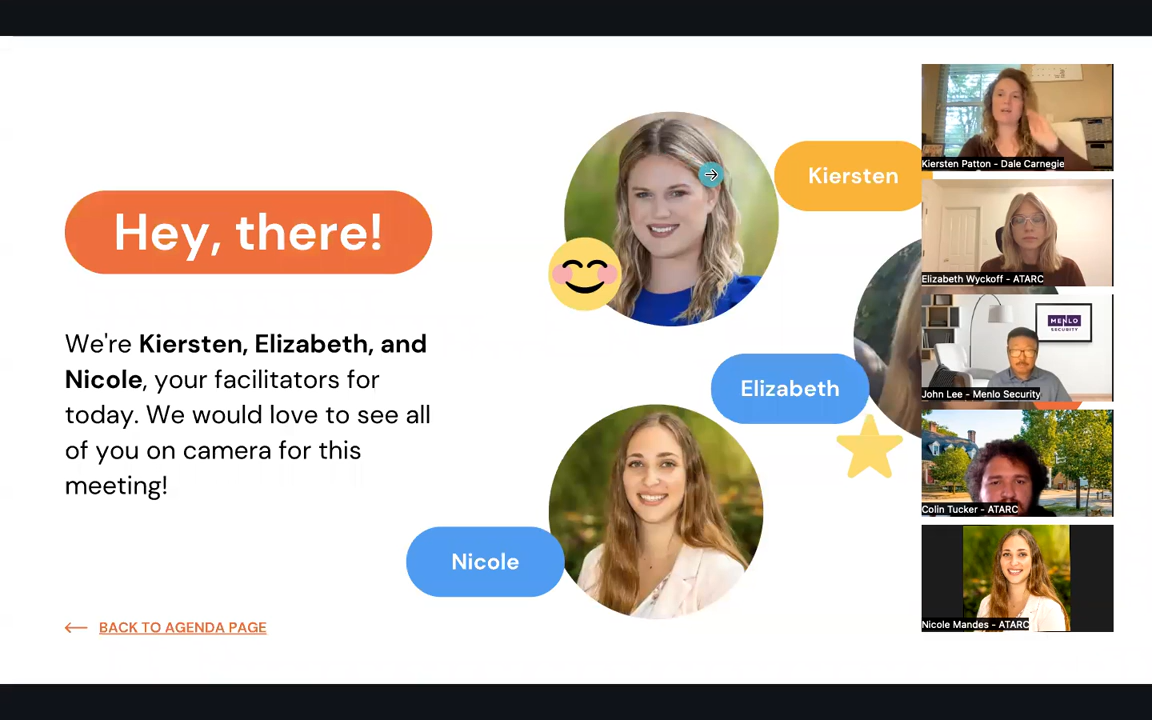 Hey, there!
We're Kiersten, Elizabeth, and
Nicole, your facilitators for
today. We would love to see all
of you on camera for this
meeting!
BACK TO AGENDA PAGE
Kiersten
Elizabeth
Nicole
Kiersten Patton - Dale Carnegie
Elizabeth Wyckoff - ATARC
MENLO
SECURITY
John Lee - Menlo Security
Colin Tucker - ATARC
Nicole Mandes - ATARC